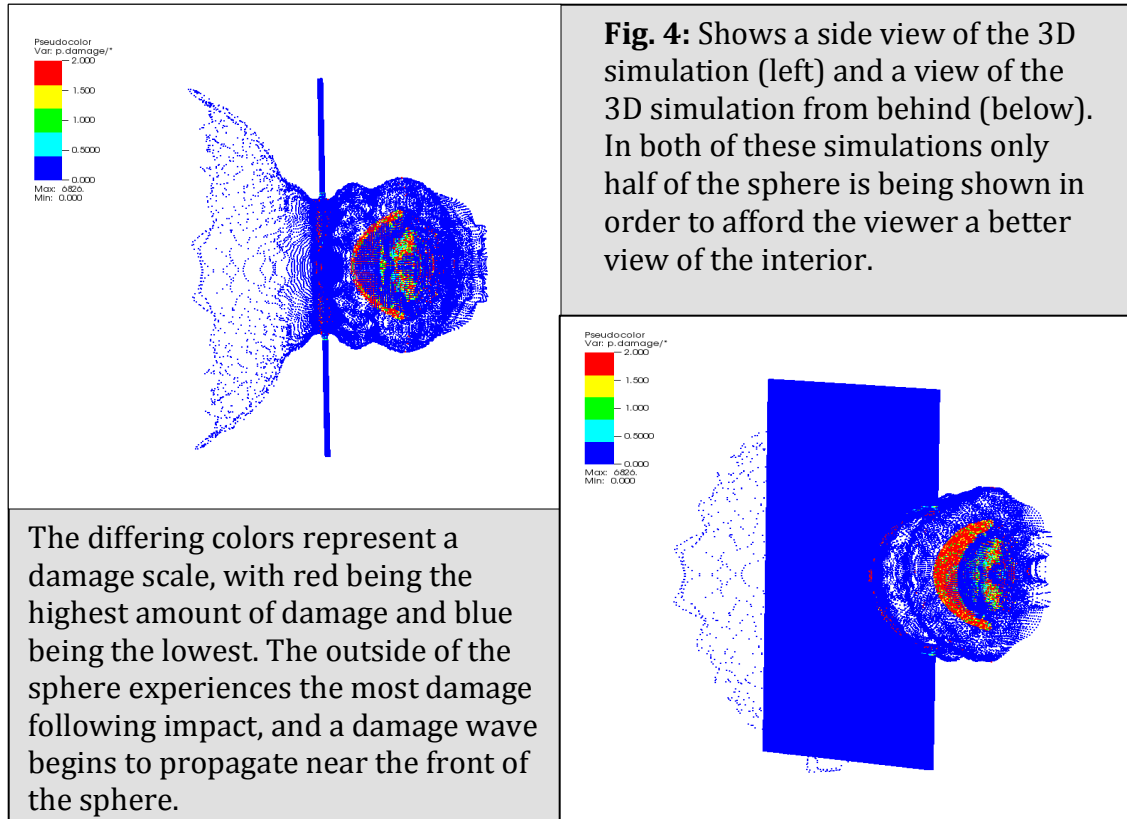 Pseudocolor
Var: p.damage/*
2.000
1.500
1.000
0.5000
0.000
Max: 6826.
Min: 0.000
Fig. 4: Shows a side view of the 3D
simulation (left) and a view of the
3D simulation from behind (below).
In both of these simulations only
half of the sphere is being shown in
order to afford the viewer a better
view of the interior.
The differing colors represent a
damage scale, with red being the
highest amount of damage and blue
being the lowest. The outside of the
sphere experiences the most damage
following impact, and a damage wave
begins to propagate near the front of
the sphere.
Pseudocolor
Var: p.damage/*
2.000
1.500
1.000
0.5000
0.000
Max: 6826.
Min: 0.000